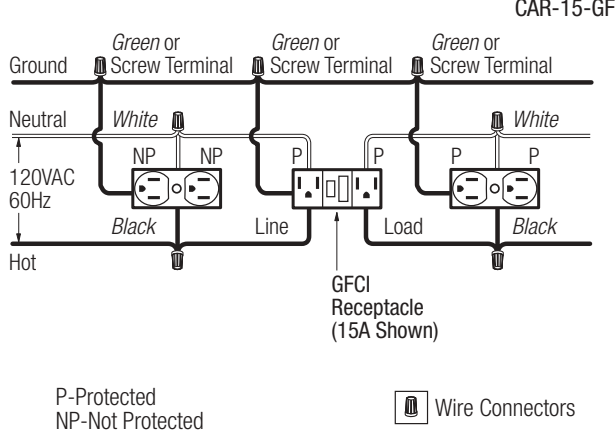 CAR-15-GF
Green or Screw Terminal
Green or Screw Terminal
Green or Screw Terminal
Ground
Neutral
White
White
NP NP P P P P
120VAC
60Hz
Black
Line
Load
Black
Hot
GFCI
Receptacle
(15A Shown)
P-Protected
NP-Not Protected
Wire Connectors